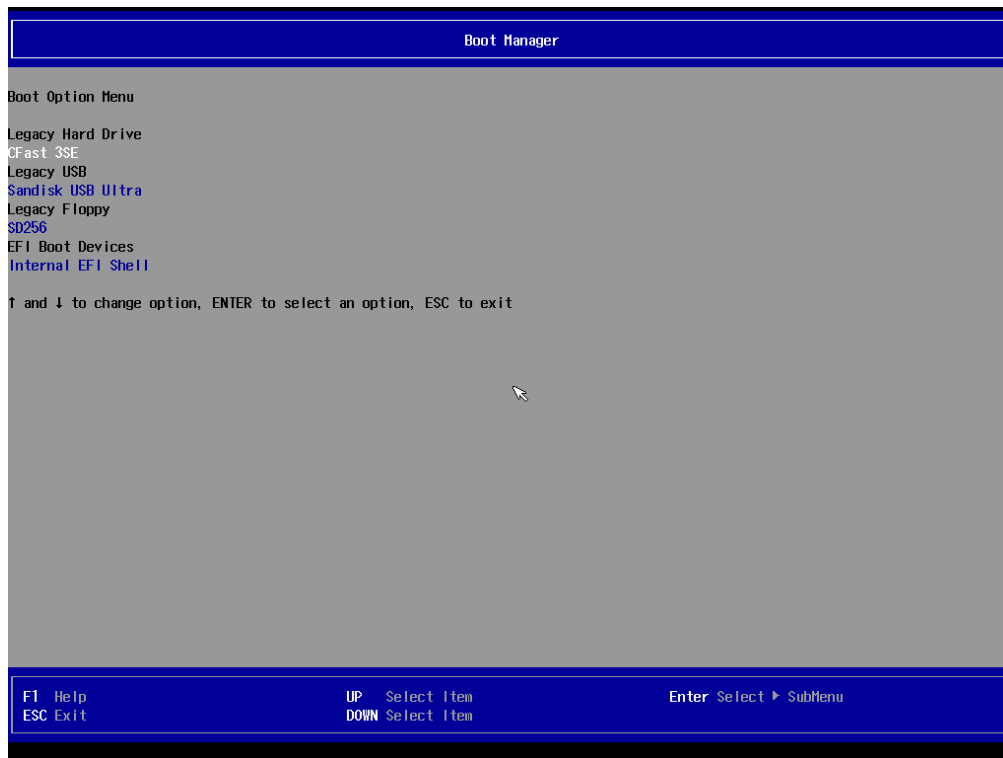 Boot Manager
Boot Option Menu
Legacy Hard Drive
CFast 3SE
Legacy USB
Sandisk USB Ultra
Legacy Floppy
SD256
EFI Boot Devices
Internal EFI Shell
↑ and ↓ to change option, ENTER to select an option, ESC to exit
F1 Help UP Select Item Enter Select ▶ SubMenu
ESC Exit DOWN Select Item